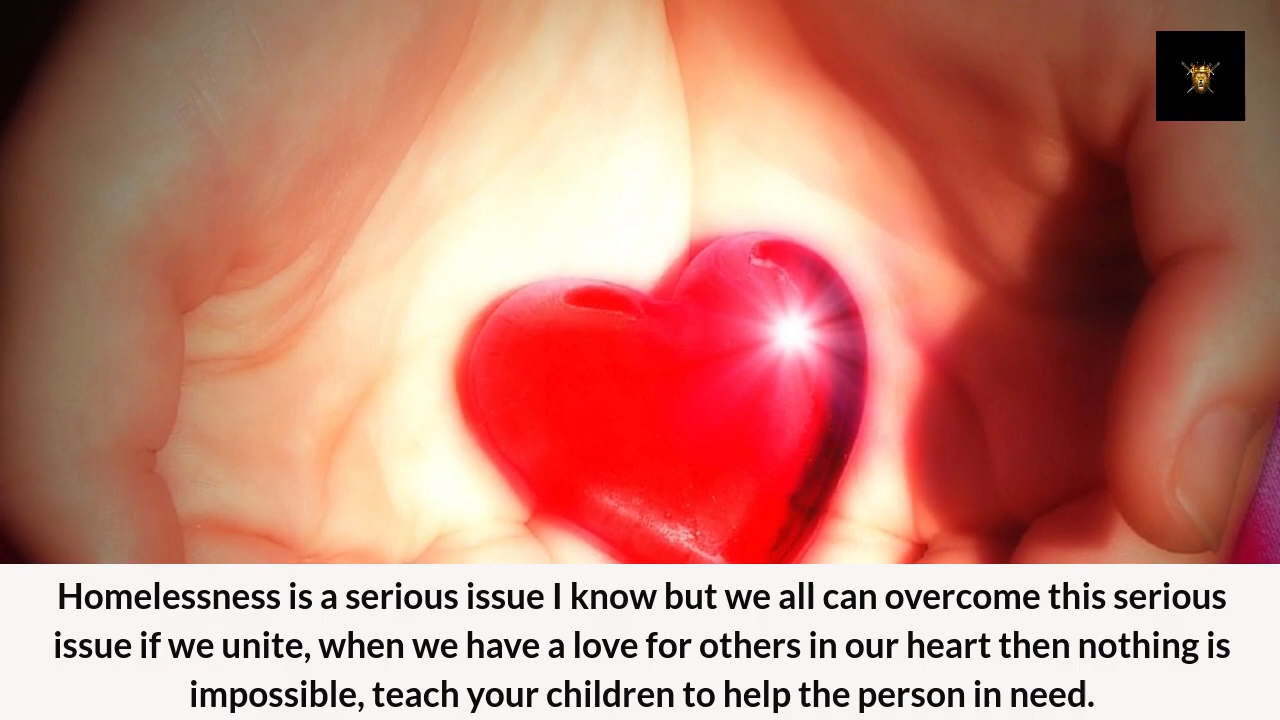 Homelessness is a serious issue I know but we all can overcome this serious
issue if we unite, when we have a love for others in our heart then nothing is
impossible, teach your children to help the person in need.